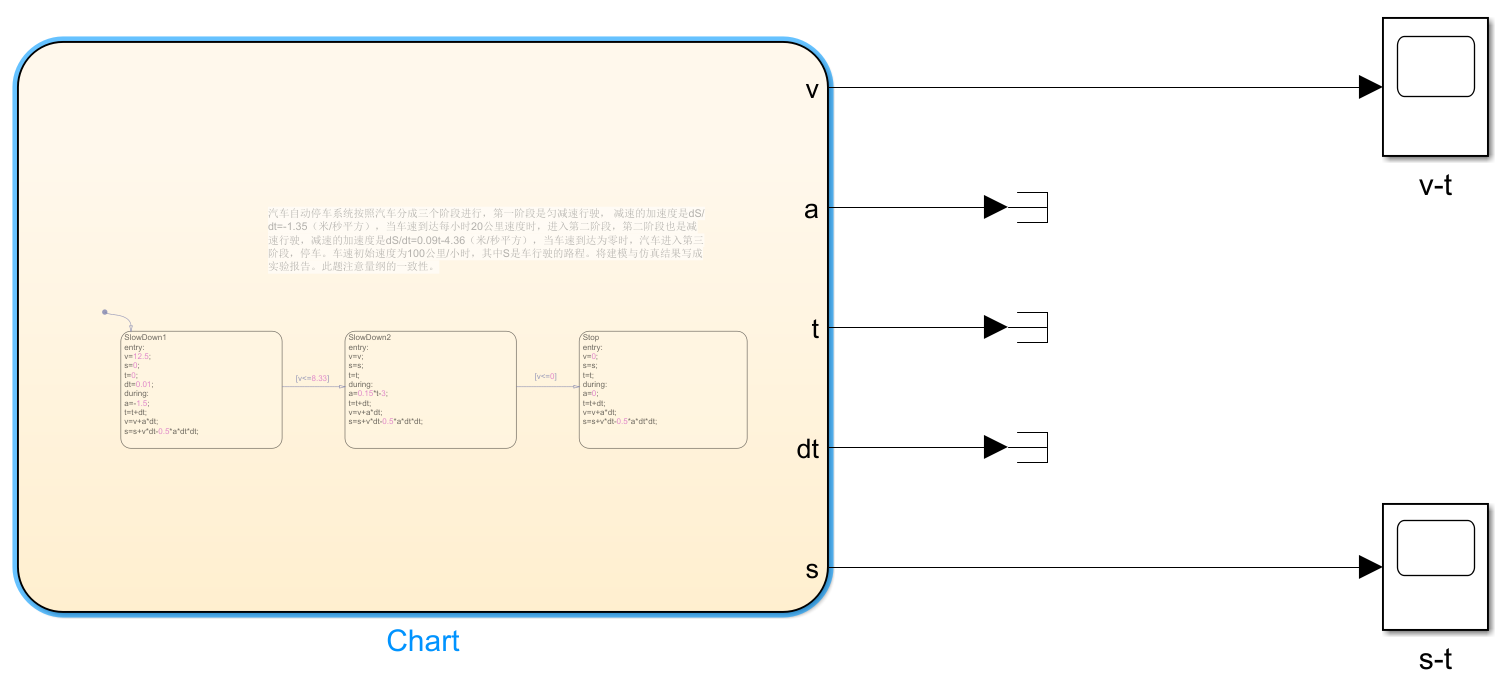 v
a
t
dt
s
汽车自动停车系统按照汽车分成三个阶段进行，第一阶段是匀减速行驶， 减速的加速度是dS/
dt=-1.35（米/秒平方），当车速到达每小时20公里速度时，进入第二阶段，第二阶段也是减
速行驶，减速的加速度是dS/dt=0.09t-4.36（米/秒平方），当车速到达为零时，汽车进入第三
阶段，停车。车速初始速度为100公里/小时，其中S是车行驶的路程。将建模与仿真结果写成
实验报告。此题注意量纲的一致性。
SlowDown1
entry:
v=12.5;
s=0;
t=0;
dt=0.01;
during:
a=-1.5;
t=t+dt;
v=v+a*dt;
s=s+v*dt-0.5*a*dt*dt;
[v<=8.33]
SlowDown2
entry:
v=v;
s=s;
t=t;
during:
a=0.15*t-3;
t=t+dt;
v=v+a*dt;
s=s+v*dt-0.5*a*dt*dt;
[v<=0]
Stop
entry:
v=0;
s=s;
t=t;
during:
a=0;
t=t+dt;
v=v+a*dt;
s=s+v*dt-0.5*a*dt*dt;
Chart
v-t
s-t